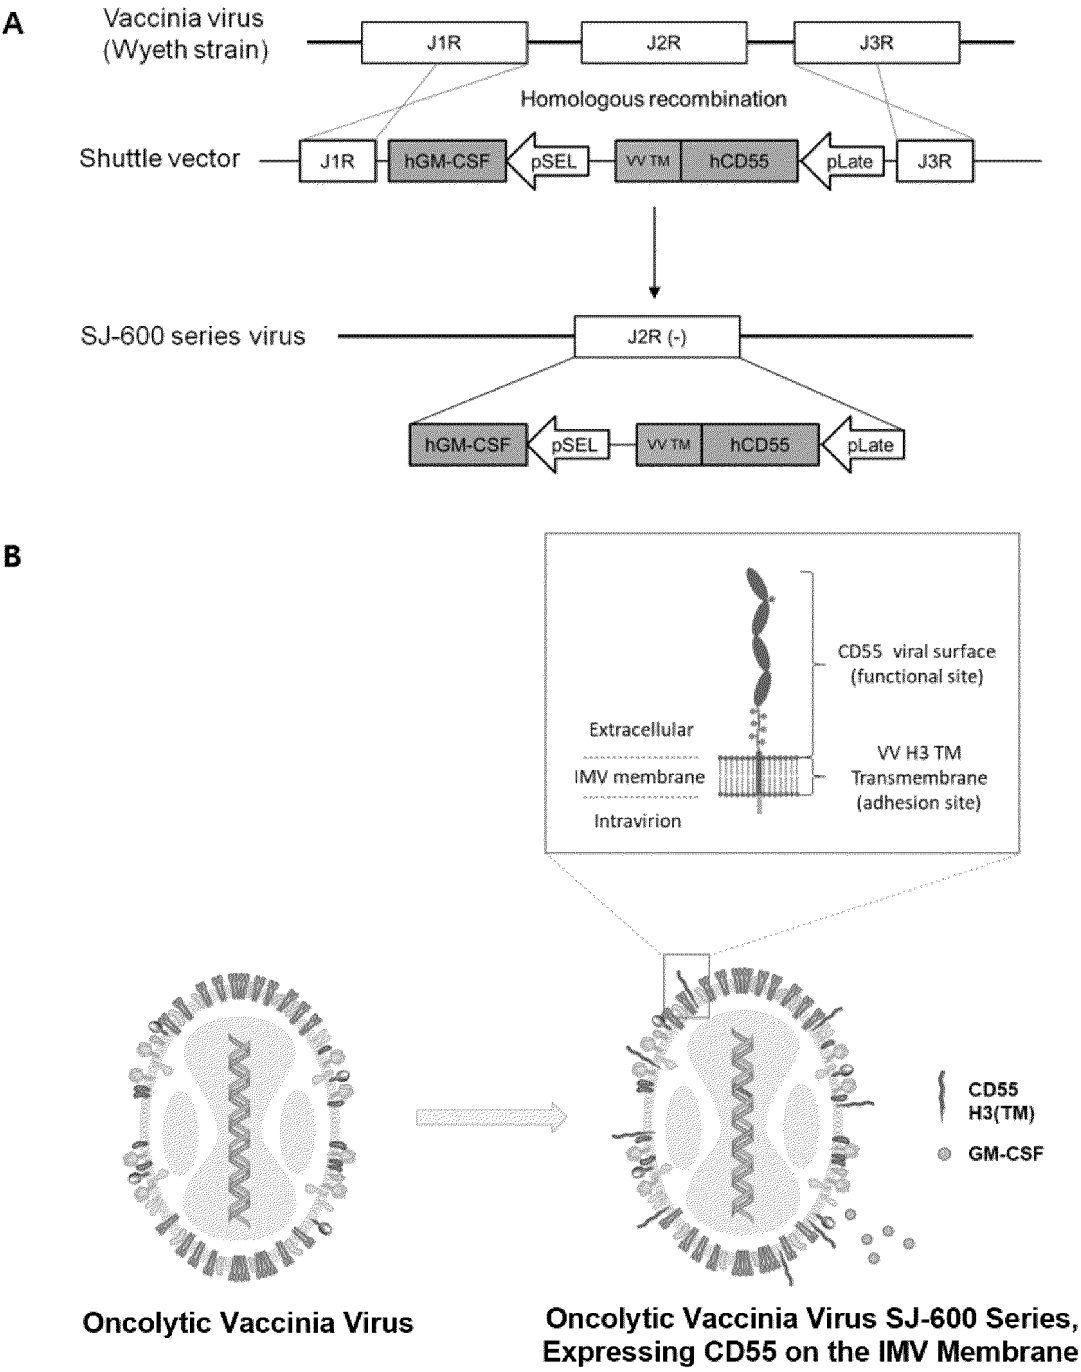 A
Vaccinia virus
(Wyeth strain)
J1R
J2R
J3R
Homologous recombination
Shuttle vector
J1R
hGM-CSF
pSEL
VV TM
hCD55
pLate
J3R
SJ-600 series virus
J2R (-)
hGM-CSF
pSEL
VV TM
hCD55
pLate
B
CD55 viral surface
(functional site)
Extracellular
IMV membrane
Intravirion
VV H3 TM
Transmembrane
(adhesion site)
CD55
H3(TM)
GM-CSF
Oncolytic Vaccinia Virus
Oncolytic Vaccinia Virus SJ-600 Series,
Expressing CD55 on the IMV Membrane